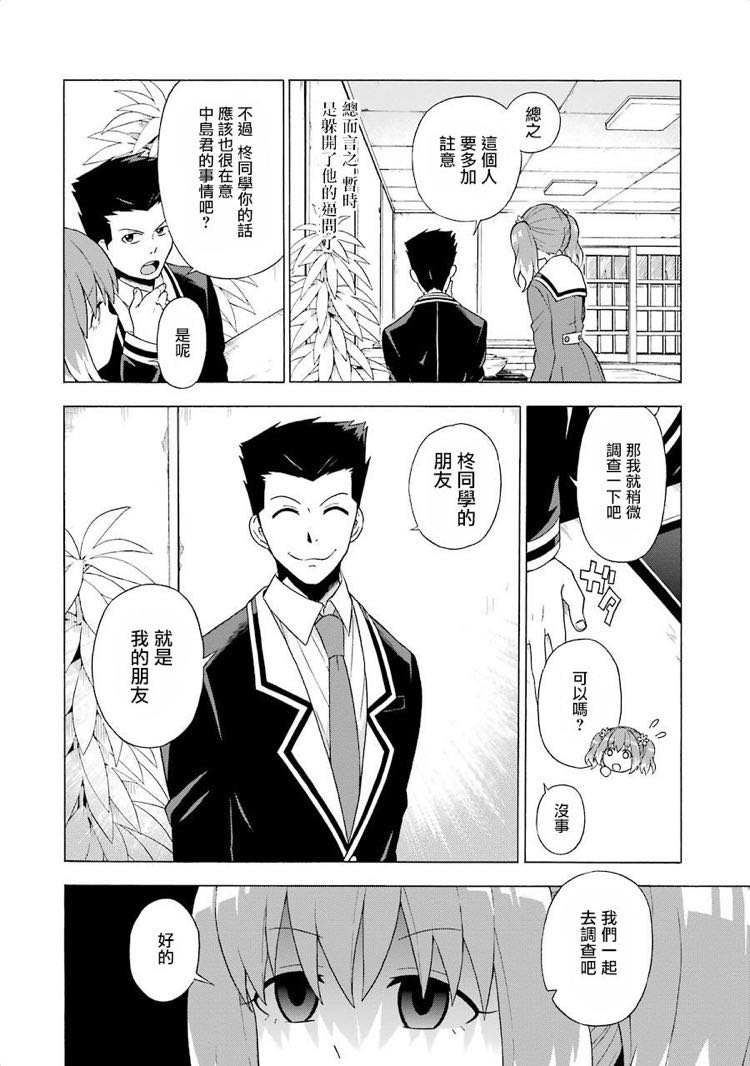 總之
這個人
要多加
註意
總而言之 暫時
是躲開了他的逼問了
不過 柊同學你的話
應該也很在意
中島君的事情吧?
是呢
那我就稍微
調查一下吧
ガタ
可以嗎?
沒事
柊同學的
朋友
就是
我的朋友
我們一起
去調查吧
好的